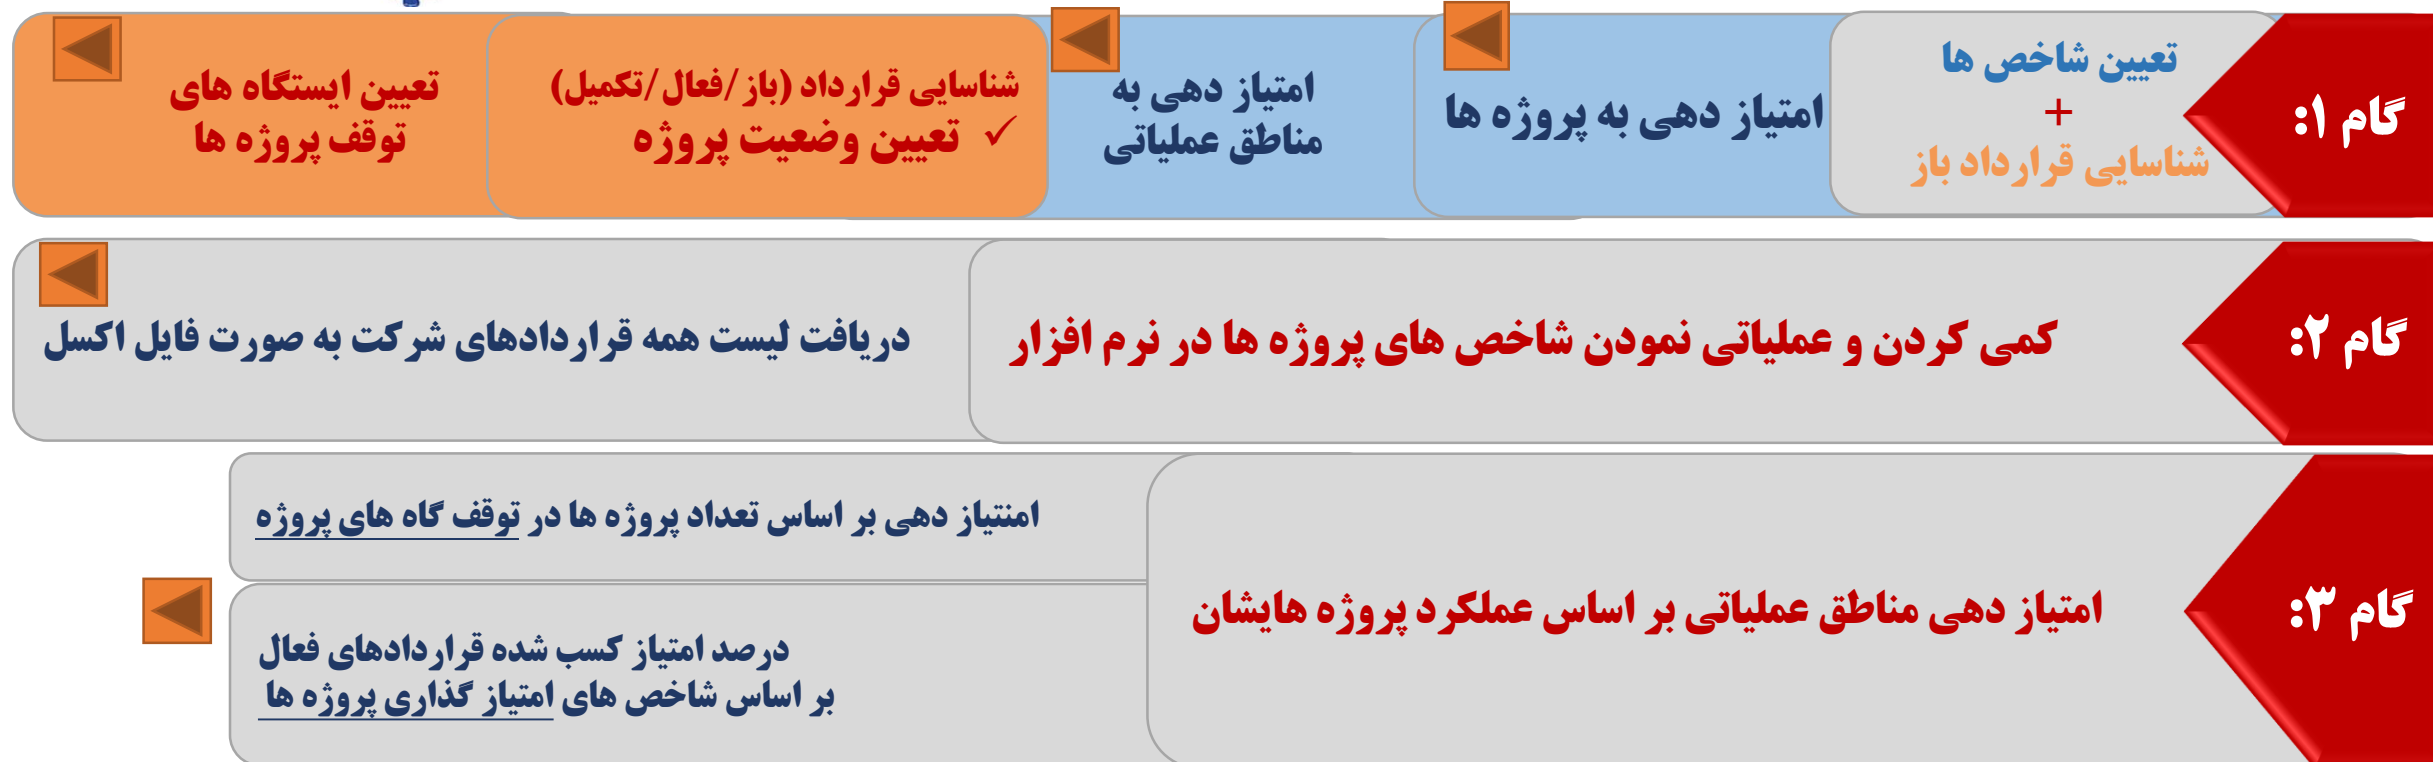 گام ۱:
تعیین شاخص ها
+
شناسایی قرارداد باز
امتیاز دهی به پروژه ها
امتیاز دهی به
مناطق عملیاتی
شناسایی قرارداد (باز/فعال/تکمیل)
✓ تعیین وضعیت پروژه
تعیین ایستگاه های
توقف پروژه ها
گام ۲:
کمی کردن و عملیاتی نمودن شاخص های پروژه ها در نرم افزار
دریافت لیست همه قراردادهای شرکت به صورت فایل اکسل
گام ۳:
امتیاز دهی مناطق عملیاتی بر اساس عملکرد پروژه هایشان
امنتیاز دهی بر اساس تعداد پروژه ها در توقف گاه های پروژه
درصد امتیاز کسب شده قراردادهای فعال
بر اساس شاخص های امتیاز گذاری پروژه ها